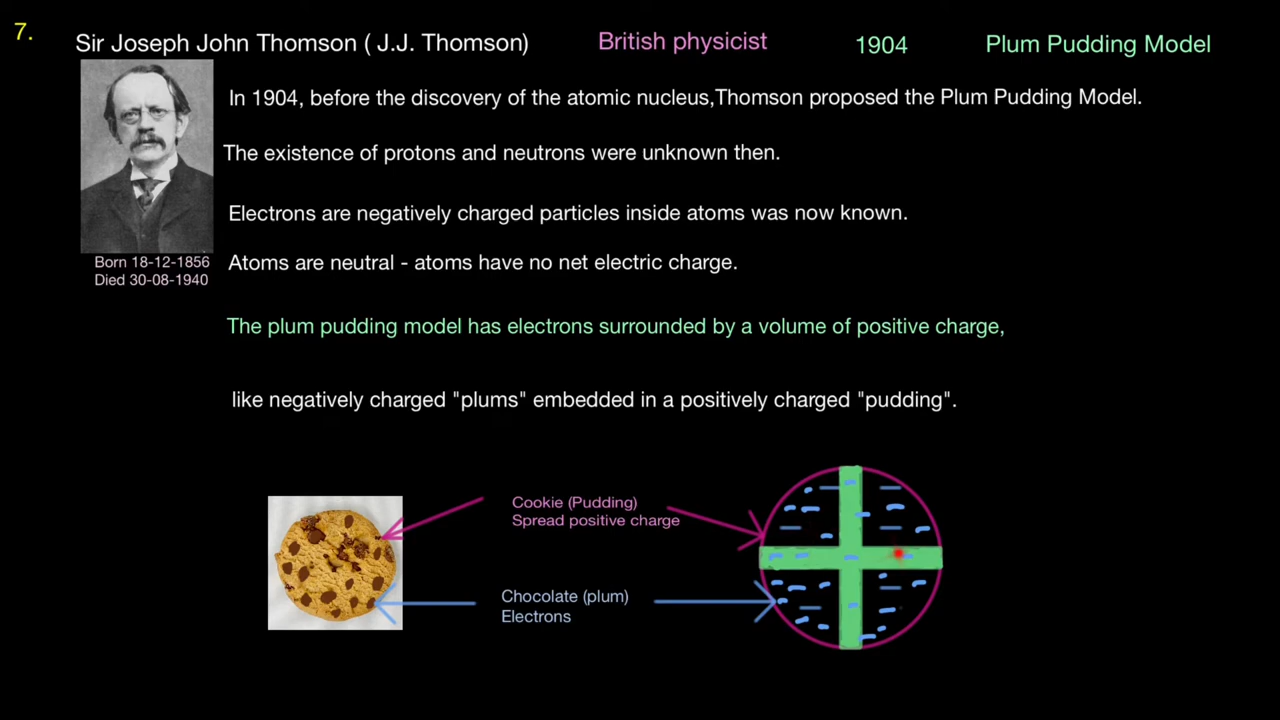 7.
Sir Joseph John Thomson ( J.J. Thomson)
British physicist
1904
Plum Pudding Model
In 1904, before the discovery of the atomic nucleus,Thomson proposed the Plum Pudding Model.
The existence of protons and neutrons were unknown then.
Electrons are negatively charged particles inside atoms was now known.
Born 18-12-1856
Died 30-08-1940
Atoms are neutral - atoms have no net electric charge.
The plum pudding model has electrons surrounded by a volume of positive charge,
like negatively charged "plums" embedded in a positively charged "pudding".
Cookie (Pudding)
Spread positive charge
Chocolate (plum)
Electrons